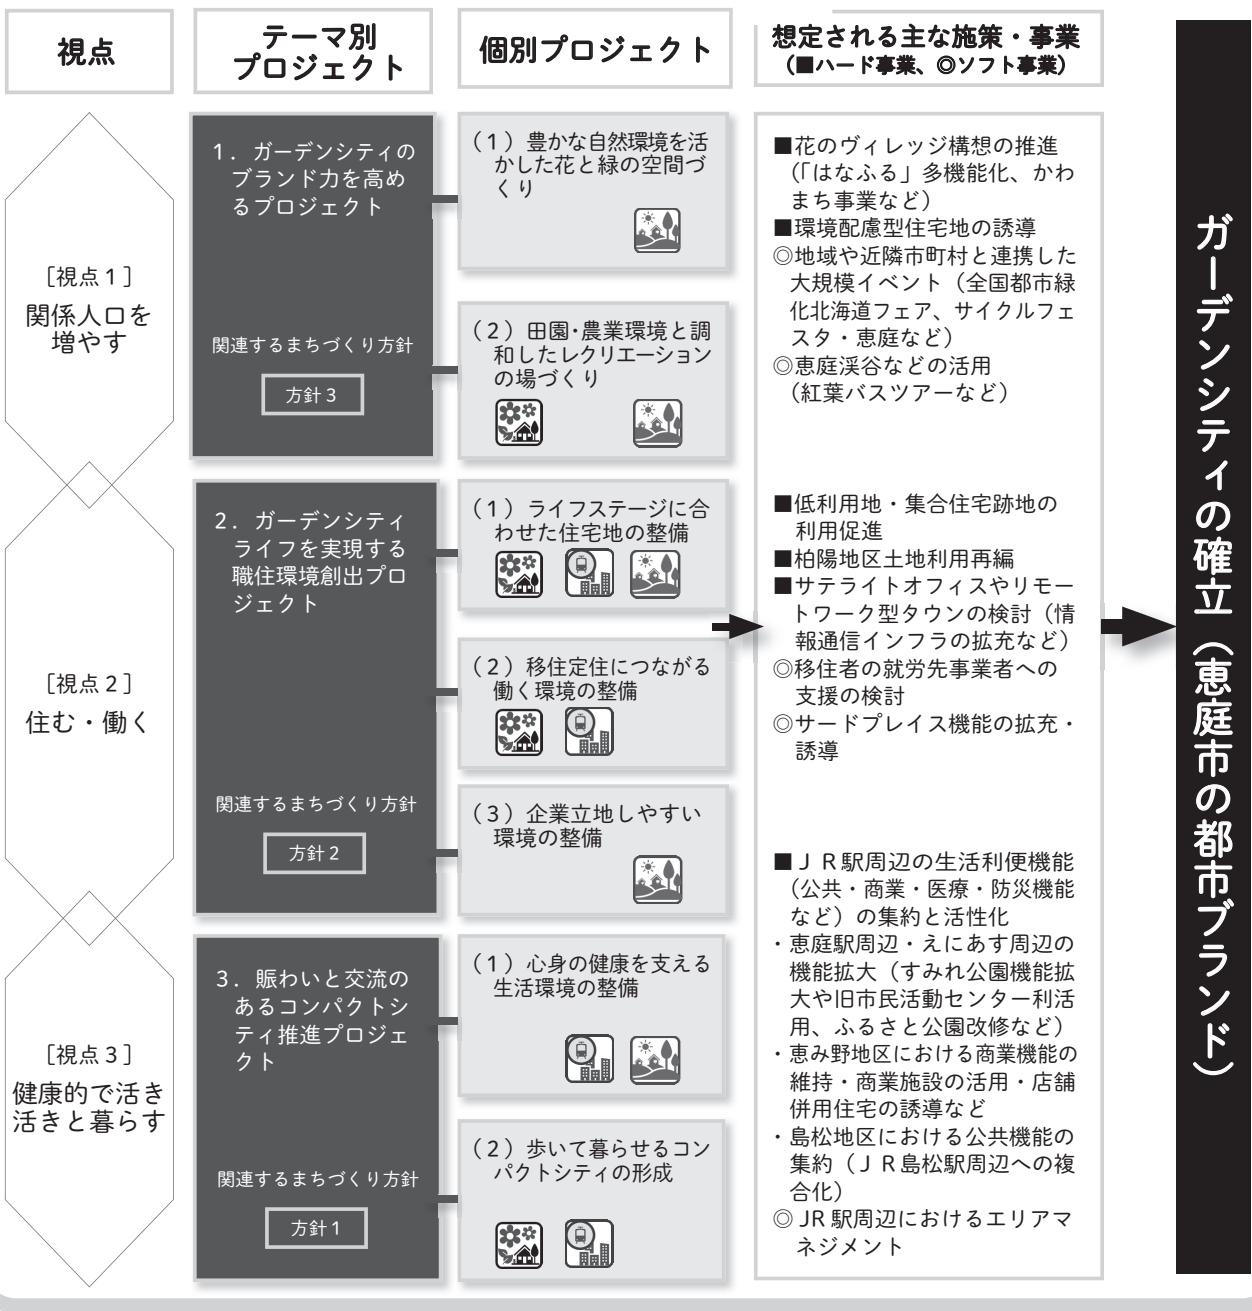 視点
テーマ別
プロジェクト
個別プロジェクト
想定される主な施策・事業
(■ハード事業、◎ソフト事業)
[視点1]
関係人口を
増やす
1．ガーデンシティの
ブランド力を高め
るプロジェクト
関連するまちづくり方針
方針3
(1) 豊かな自然環境を活
かした花と緑の空間づ
くり
(2) 田園・農業環境と調
和したレクリエーション
の場づくり
■花のヴィレッジ構想の推進
(「はなふる」多機能化、かわ
まち事業など)
■環境配慮型住宅地の誘導
◎地域や近隣市町村と連携した
大規模イベント（全国都市緑
化北海道フェア、サイクルフェ
スタ・恵庭など）
◎恵庭渓谷などの活用
（紅葉バスツアーなど）
[視点2]
住む・働く
2．ガーデンシティ
ライフを実現する
職住環境創出プロ
ジェクト
関連するまちづくり方針
方針2
(1) ライフステージに合
わせた住宅地の整備
(2) 移住定住につながる
働く環境の整備
(3) 企業立地しやすい
環境の整備
■低利用地・集合住宅跡地の
利用促進
■柏陽地区土地利用再編
■サテライトオフィスやリモー
トワーク型タウンの検討（情
報通信インフラの拡充など）
◎移住者の就労先事業者への
支援の検討
◎サードプレイス機能の拡充・
誘導
[視点3]
健康的で活き
活きと暮らす
3．賑わいと交流の
あるコンパクトシ
ティ推進プロジェ
クト
関連するまちづくり方針
方針1
(1) 心身の健康を支える
生活環境の整備
(2) 歩いて暮らせるコン
パクトシティの形成
■ＪＲ駅周辺の生活利便機能
（公共・商業・医療・防災機能
など）の集約と活性化
・恵庭駅周辺・えにあす周辺の
機能拡大（すみれ公園機能拡
大や旧市民活動センター利活
用、ふるさと公園改修など）
・恵み野地区における商業機能の
維持・商業施設の活用・店舗
併用住宅の誘導など
・島松地区における公共機能の
集約（ＪＲ島松駅周辺への複
合化）
◎JR駅周辺におけるエリアマ
ネジメント
ガーデンシティの確立（恵庭市の都市ブランド）